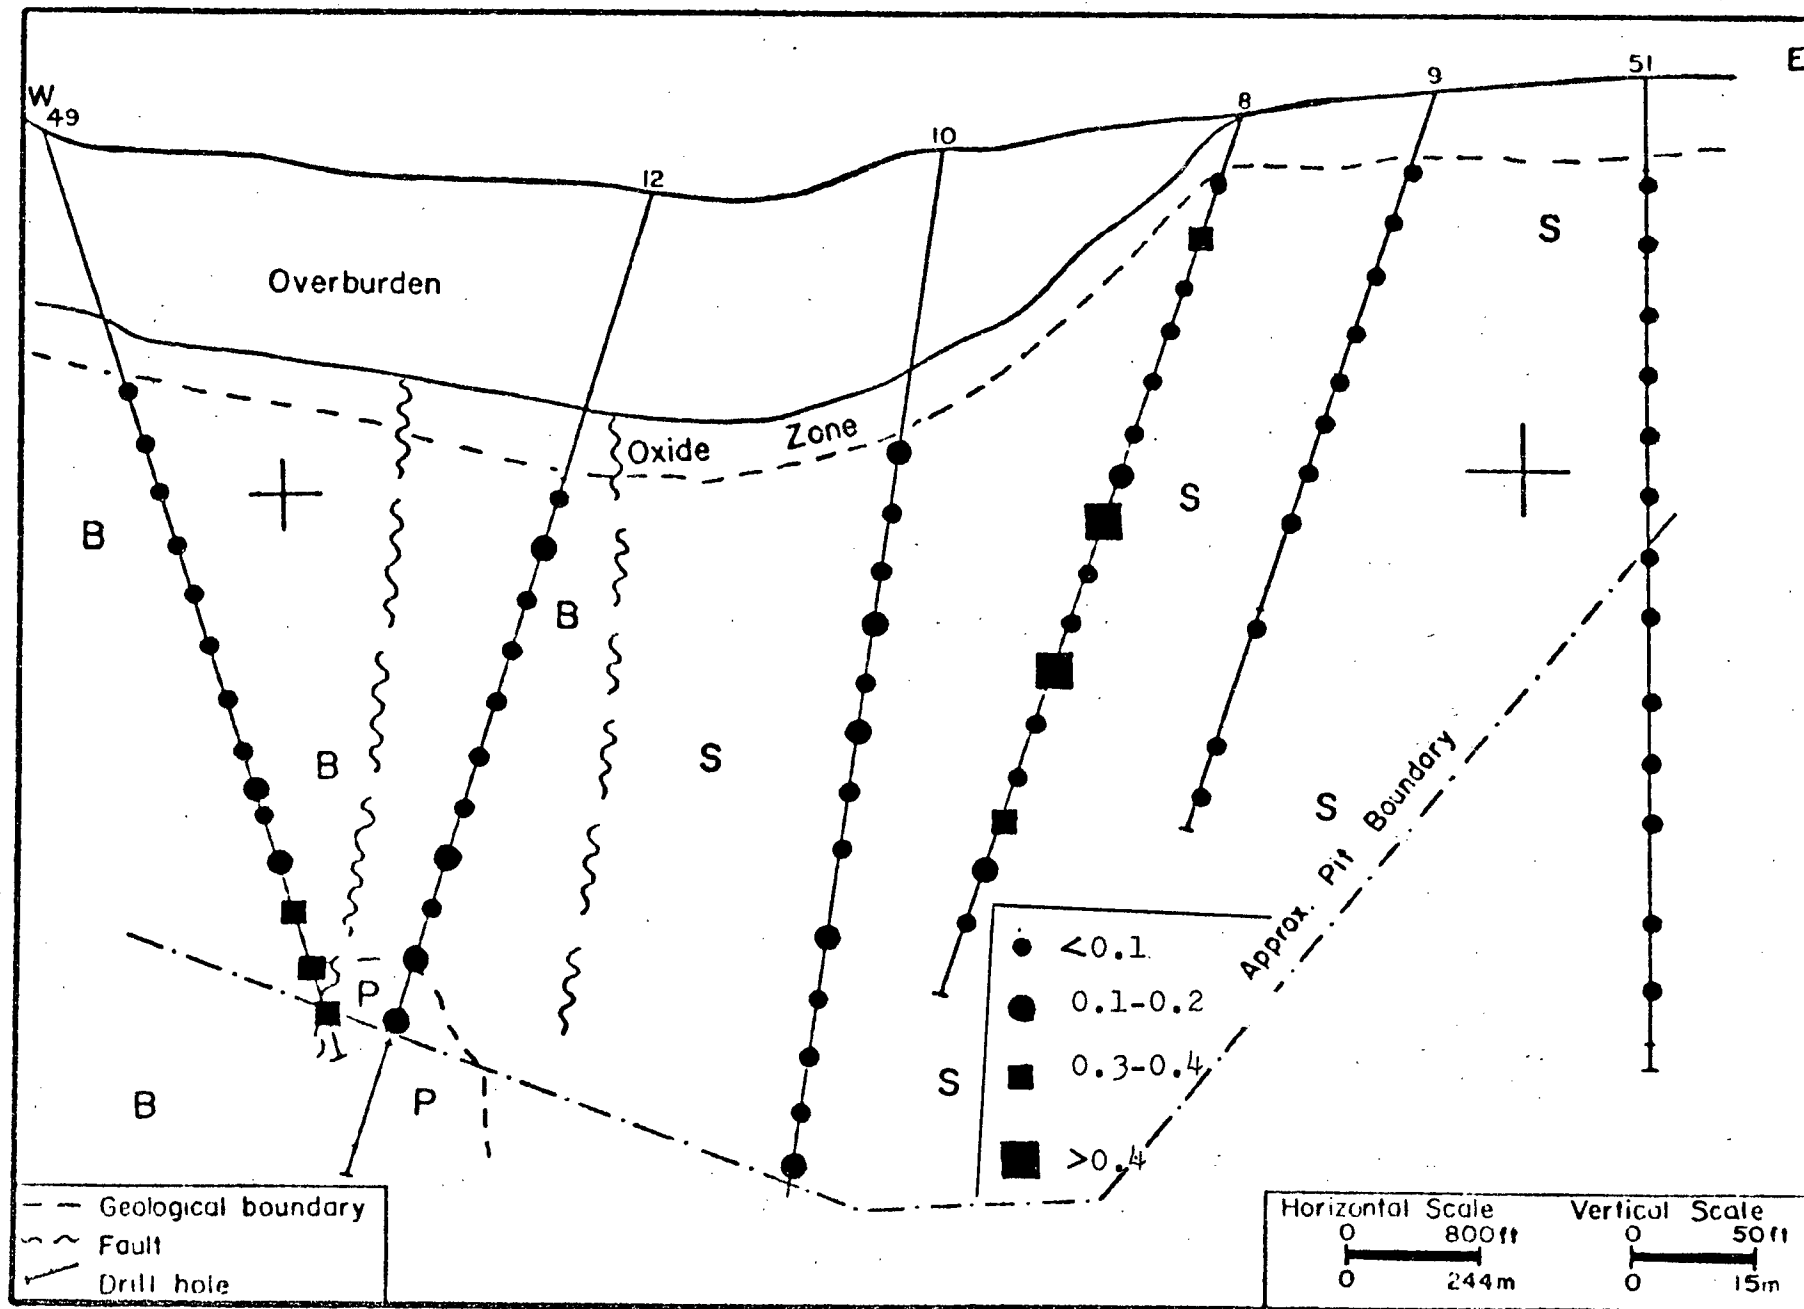 W
E
49
12
10
8
9
51
Overburden
Oxide Zone
S
B
S
B
B
S
S
S
P
B
P
S
Approx. Pit Boundary
<0.1
0.1-0.2
0.3-0.4
>0.4
Geological boundary
Fault
Drill hole
Horizontal Scale
0 800ft
0 244m
Vertical Scale
0 50ft
0 15m